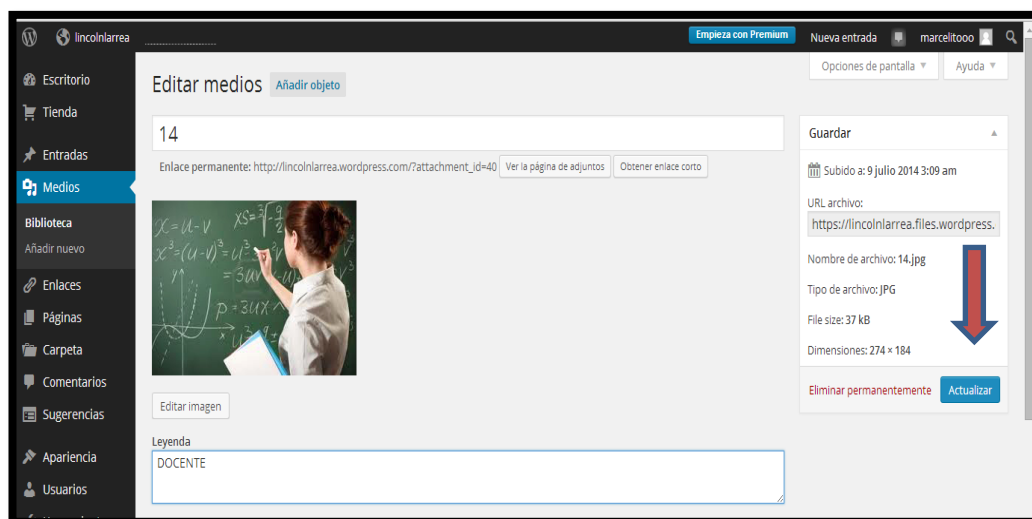 lincolnlarrea
Empieza con Premium
Nueva entrada
marcelitooo
Opciones de pantalla
Ayuda
Escritorio
Tienda
Entradas
Medios
Biblioteca
Añadir nuevo
Enlaces
Páginas
Carpeta
Comentarios
Sugerencias
Apariencia
Usuarios
Editar medios Añadir objeto
14
Enlace permanente: http://lincolnlarrea.wordpress.com/?attachment_id=40 Ver la página de adjuntos Obtener enlace corto
Editar imagen
Leyenda
DOCENTE
Guardar
Subido a: 9 julio 2014 3:09 am
URL archivo:
https://lincolnlarrea.files.wordpress.
Nombre de archivo: 14.jpg
Tipo de archivo: JPG
File size: 37 kB
Dimensiones: 274 × 184
Eliminar permanentemente Actualizar